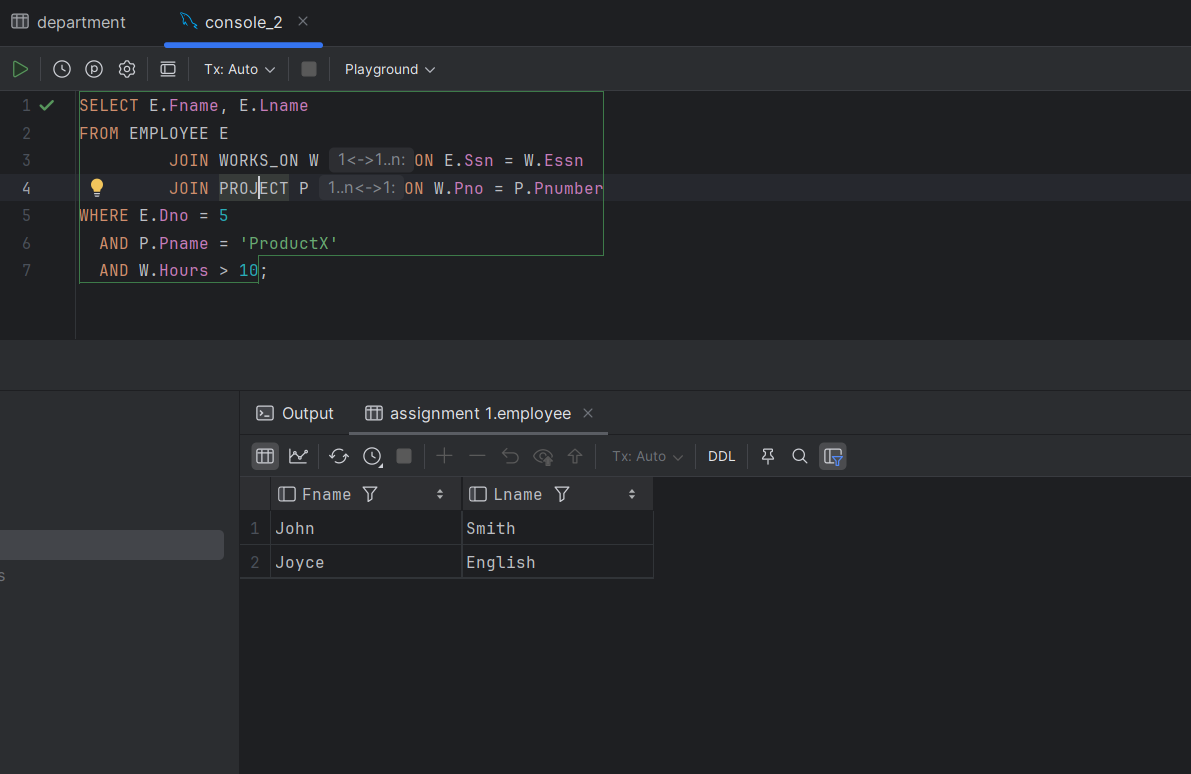 department console_2
Tx: Auto Playground
1 SELECT E.Fname, E.Lname
2 FROM EMPLOYEE E
3 JOIN WORKS_ON W 1<->1..n: ON E.Ssn = W.Essn
4 JOIN PROJECT P 1..n<->1: ON W.Pno = P.Pnumber
5 WHERE E.Dno = 5
6 AND P.Pname = 'ProductX'
7 AND W.Hours > 10;
Output assignment 1.employee
Tx: Auto DDL
Fname Lname
1 John Smith
2 Joyce English
s